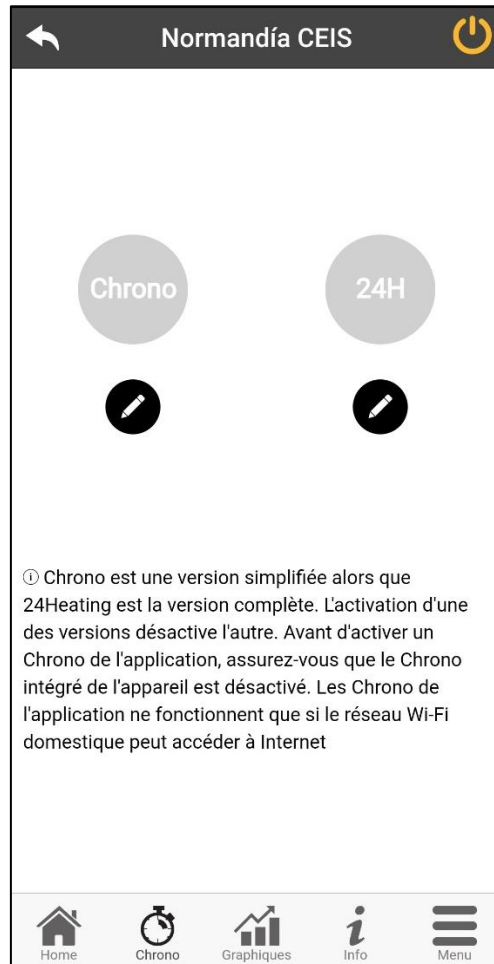 Normandía CEIS
Chrono
24H
ⓘ Chrono est une version simplifiée alors que
24Heating est la version complète. L'activation d'une
des versions désactive l'autre. Avant d'activer un
Chrono de l'application, assurez-vous que le Chrono
intégré de l'appareil est désactivé. Les Chrono de
l'application ne fonctionnent que si le réseau Wi-Fi
domestique peut accéder à Internet
Home
Chrono
Graphiques
Info
Menu